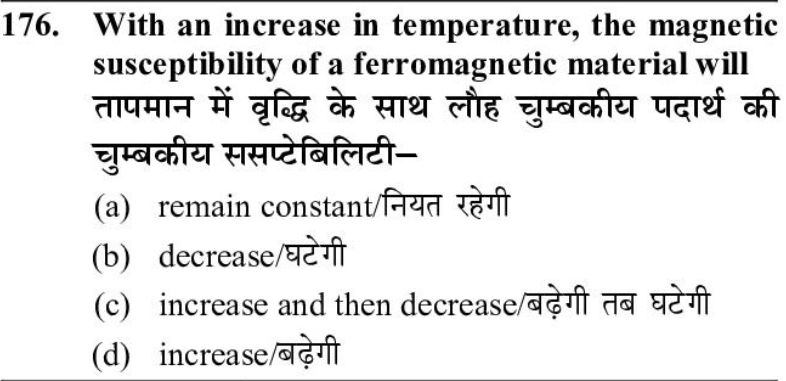 176. With an increase in temperature, the magnetic
susceptibility of a ferromagnetic material will
तापमान में वृद्धि के साथ लौह चुम्बकीय पदार्थ की
चुम्बकीय ससप्टेबिलिटी–
(a) remain constant/नियत रहेगी
(b) decrease/घटेगी
(c) increase and then decrease/बढ़ेगी तब घटेगी
(d) increase/बढ़ेगी